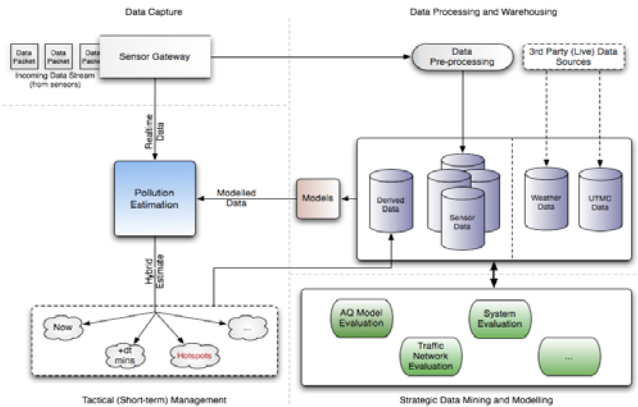 Data Capture
Data Processing and Warehousing
Data
Packet
Data
Packet
Data
Packet
Sensor Gateway
Incoming Data Stream
(from sensors)
Data
Pre-processing
3rd Party (Live) Data
Sources
Realtime
Data
Pollution
Estimation
Modelled
Data
Models
Derived
Data
Sensor
Data
Weather
Data
UTMC
Data
Hybrid
Estimate
Now
+dt
mins
Hotspots
...
AQ Model
Evaluation
System
Evaluation
Traffic
Network
Evaluation
...
Tactical (Short-term) Management
Strategic Data Mining and Modelling